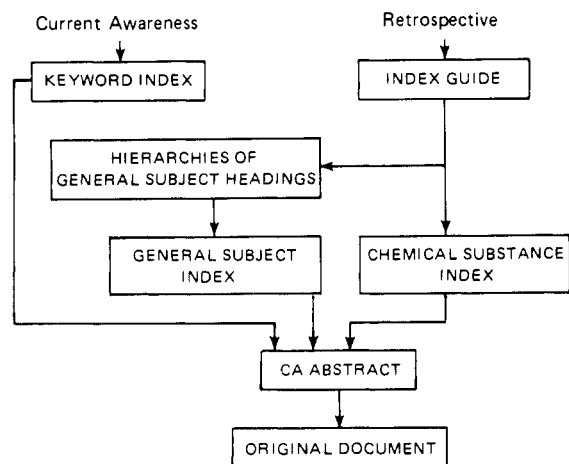 Current Awareness
Retrospective
KEYWORD INDEX
INDEX GUIDE
HIERARCHIES OF
GENERAL SUBJECT HEADINGS
GENERAL SUBJECT
INDEX
CHEMICAL SUBSTANCE
INDEX
CA ABSTRACT
ORIGINAL DOCUMENT